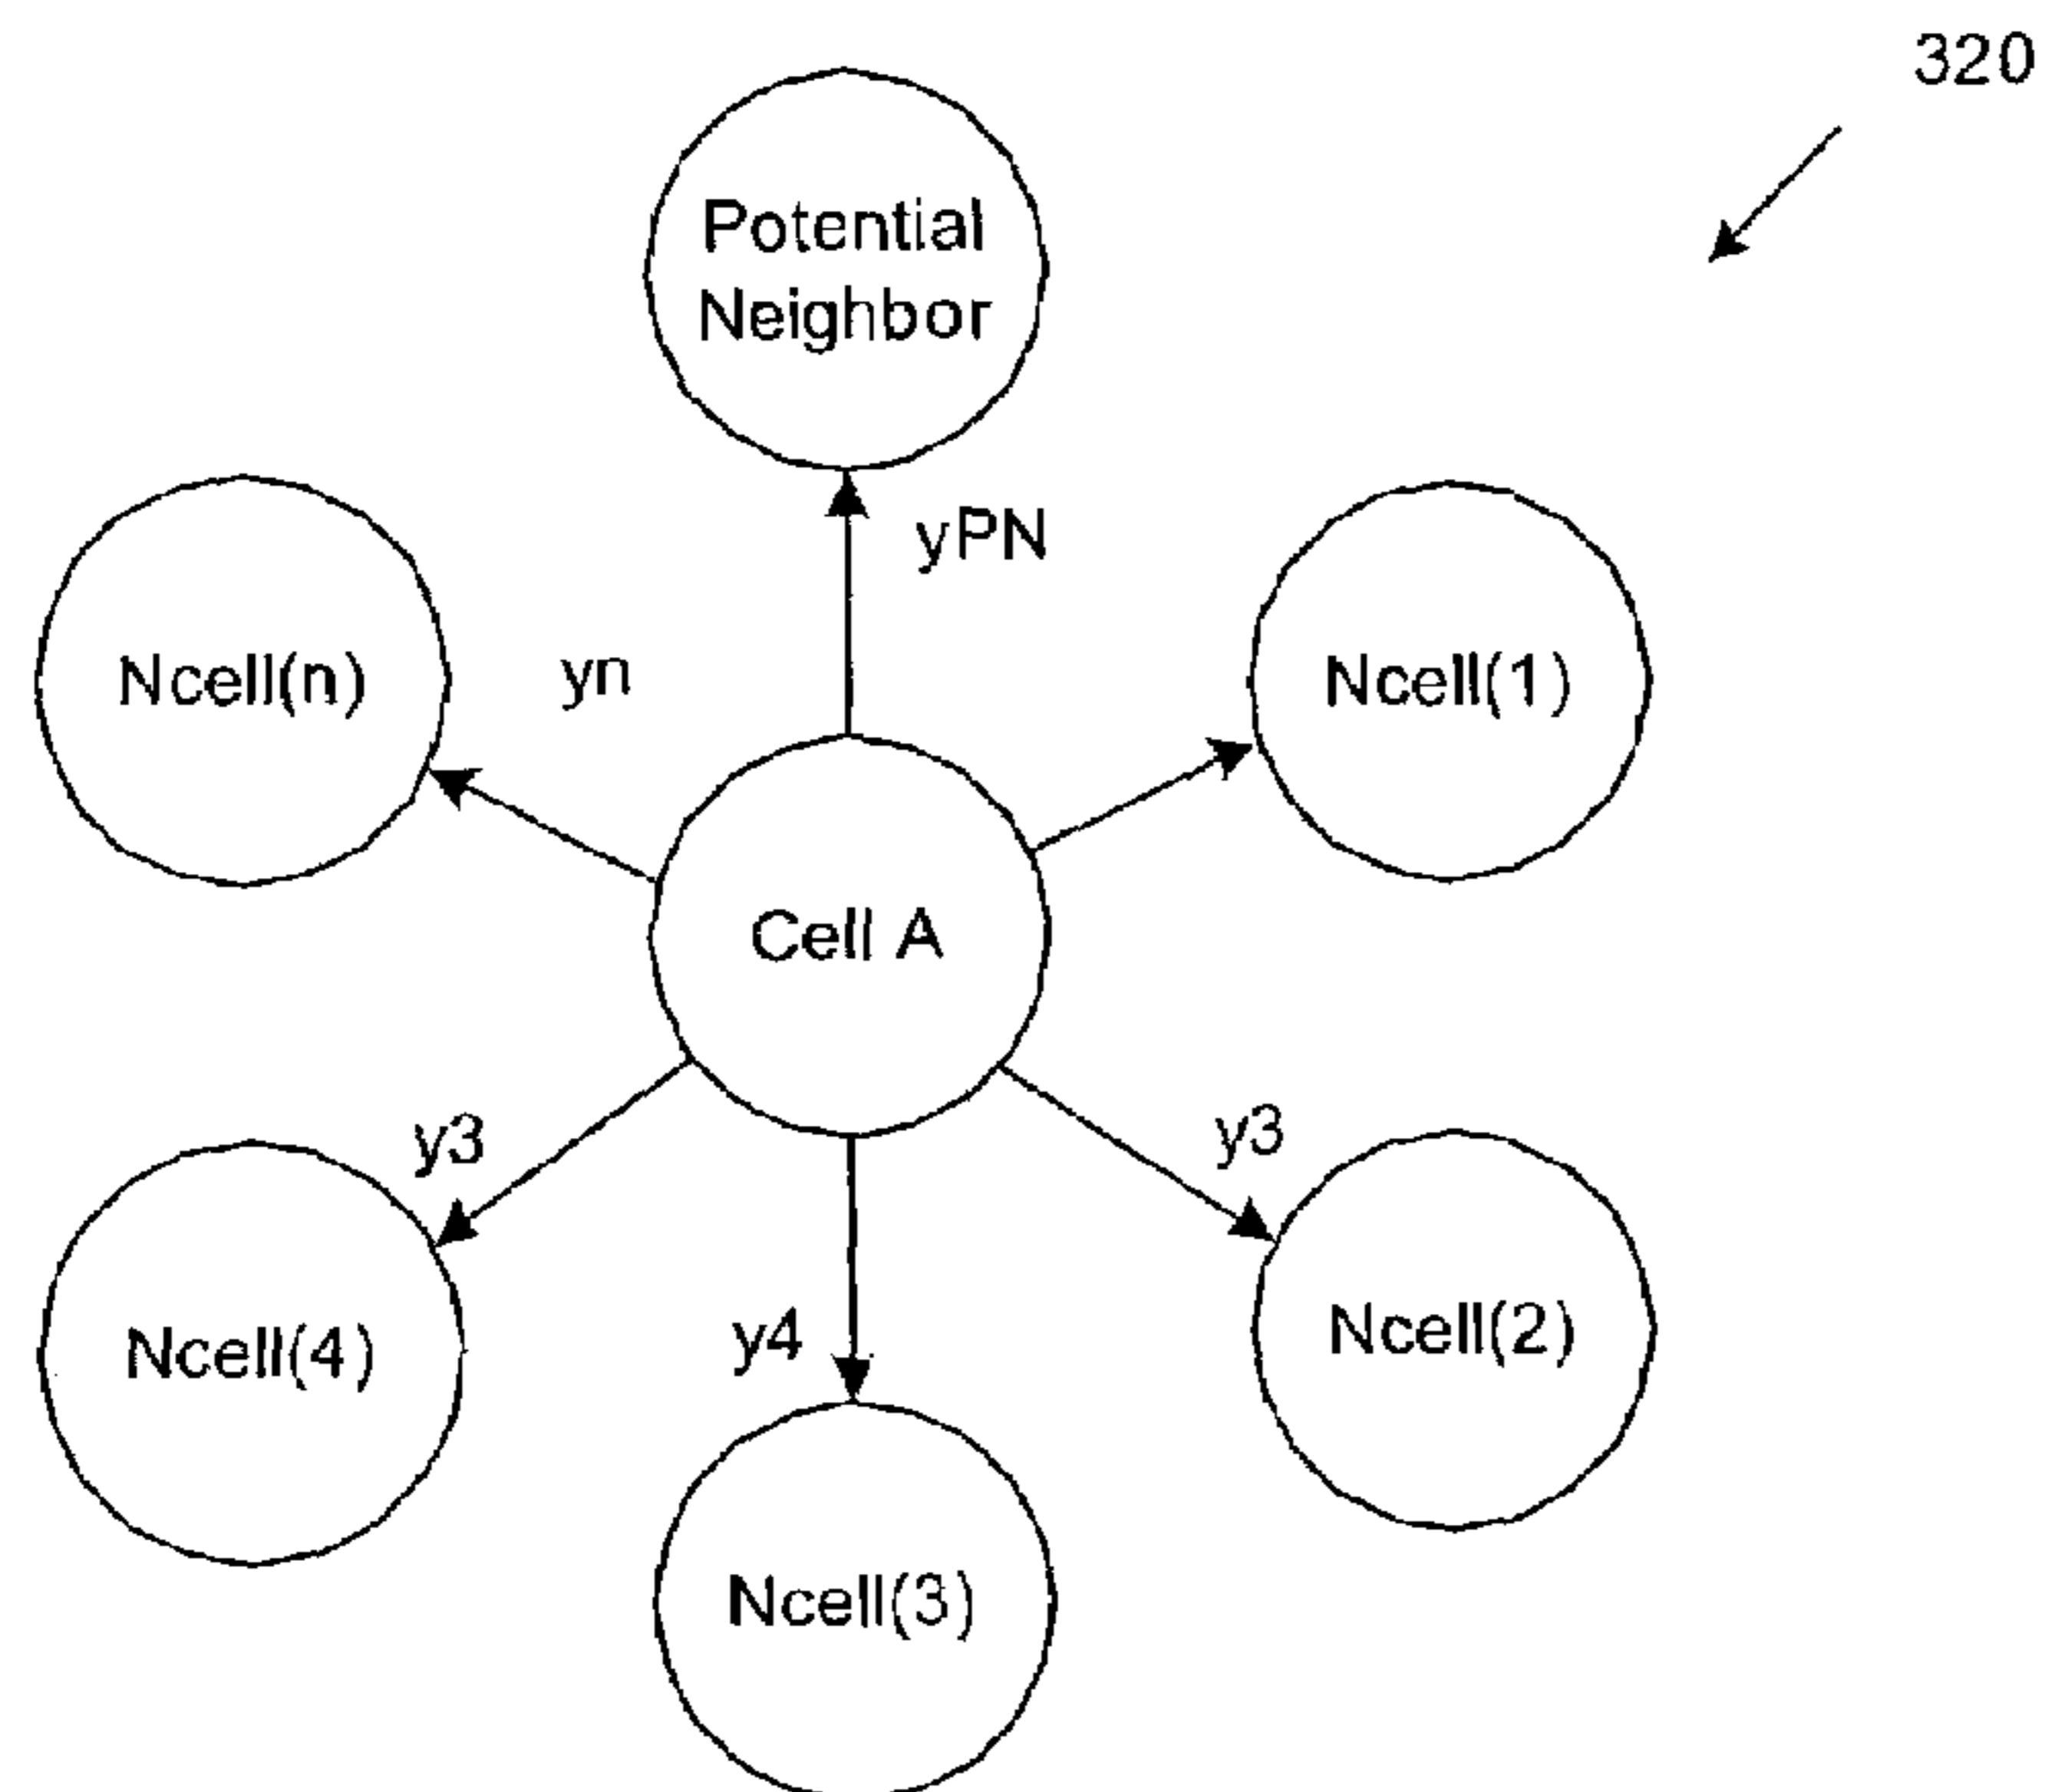 320
Potential
Neighbor
yPN
Ncell(n)
yn
Ncell(1)
Cell A
y3
y3
Ncell(4)
y4
Ncell(2)
Ncell(3)